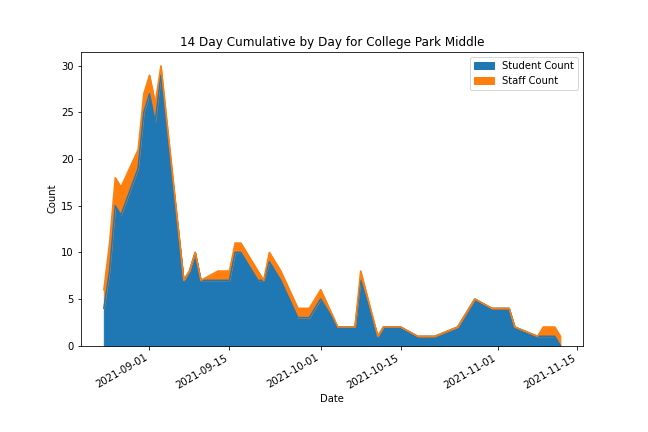 14 Day Cumulative by Day for College Park Middle
Student Count
Staff Count
30
25
20
15
10
5
0
Count
2021-09-01
2021-09-15
2021-10-01
2021-10-15
2021-11-01
2021-11-15
Date